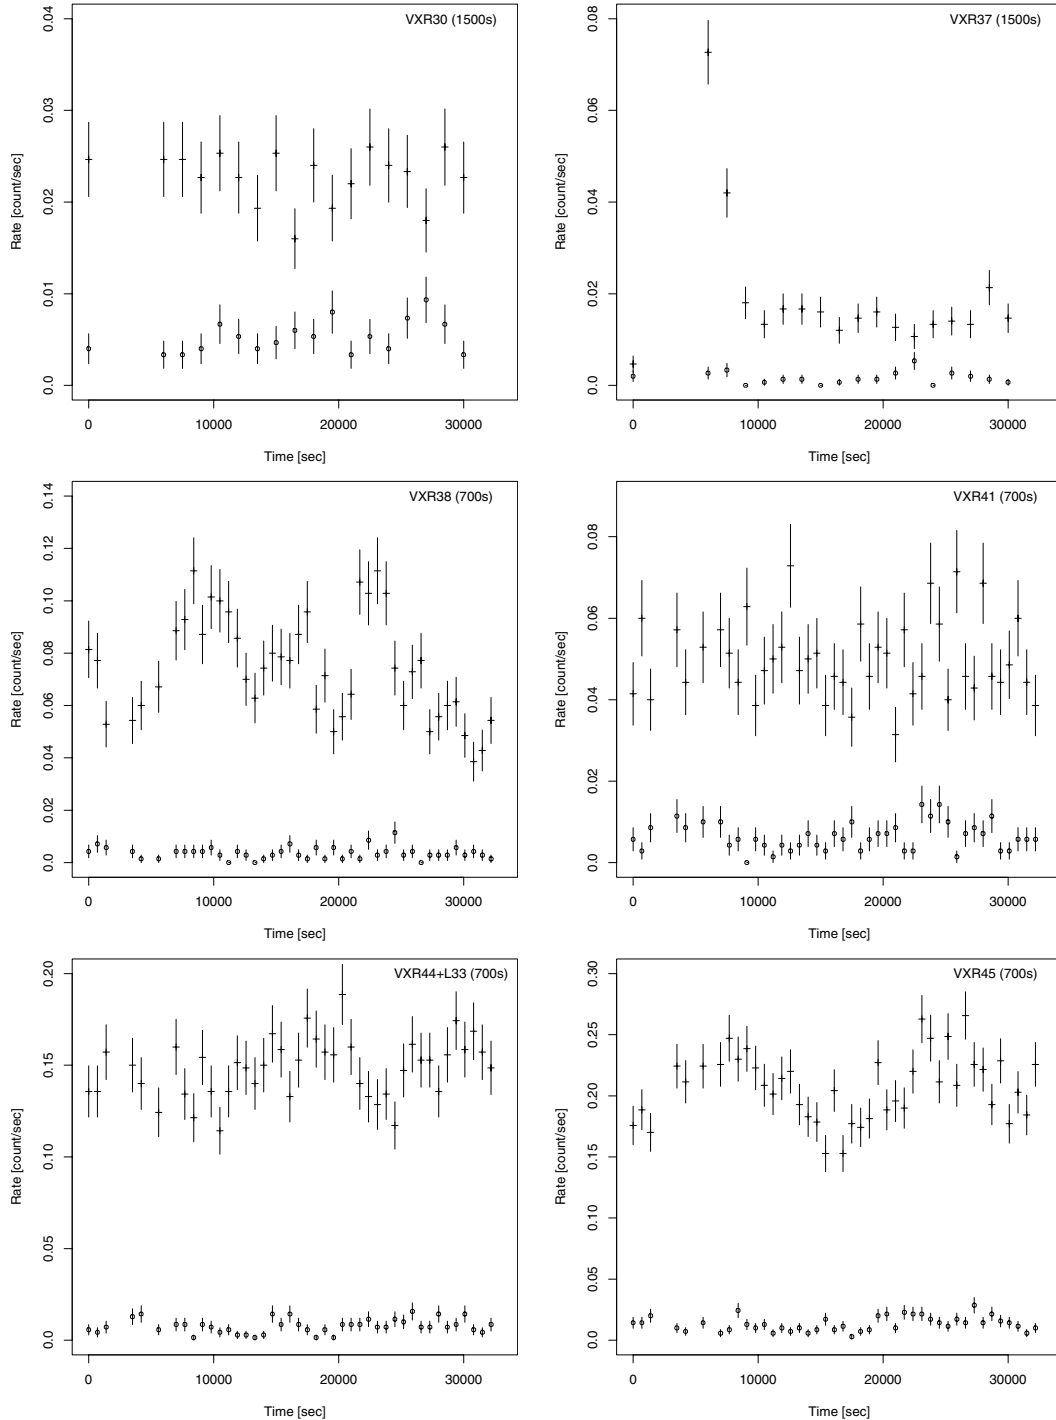 VXR30 (1500s)
Rate [count/sec]
0.0 0.01 0.02 0.03 0.04
0 10000 20000 30000
Time [sec]
VXR37 (1500s)
Rate [count/sec]
0.0 0.02 0.04 0.06 0.08
0 10000 20000 30000
Time [sec]
VXR38 (700s)
Rate [count/sec]
0.0 0.02 0.04 0.06 0.08 0.10 0.12 0.14
0 10000 20000 30000
Time [sec]
VXR41 (700s)
Rate [count/sec]
0.0 0.02 0.04 0.06 0.08
0 10000 20000 30000
Time [sec]
VXR44+L33 (700s)
Rate [count/sec]
0.0 0.05 0.10 0.15 0.20
0 10000 20000 30000
Time [sec]
VXR45 (700s)
Rate [count/sec]
0.0 0.05 0.10 0.15 0.20 0.25 0.30
0 10000 20000 30000
Time [sec]